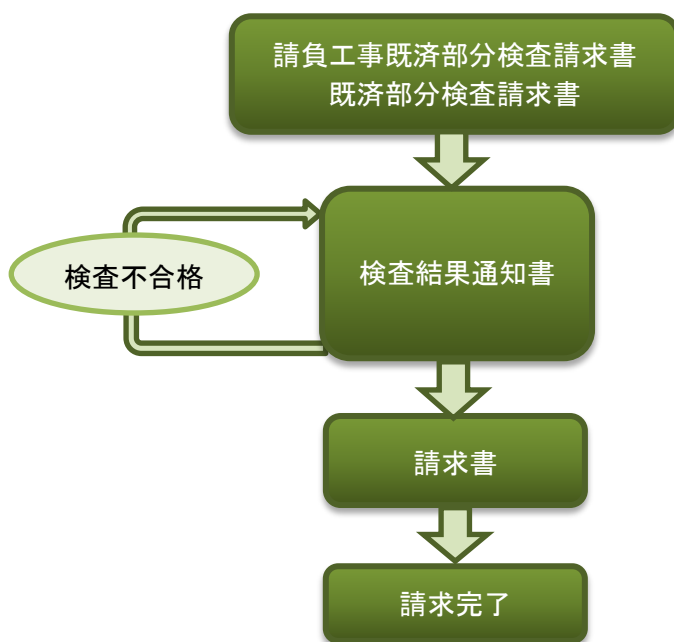 請負工事既済部分検査請求書
既済部分検査請求書
検査不合格
検査結果通知書
請求書
請求完了